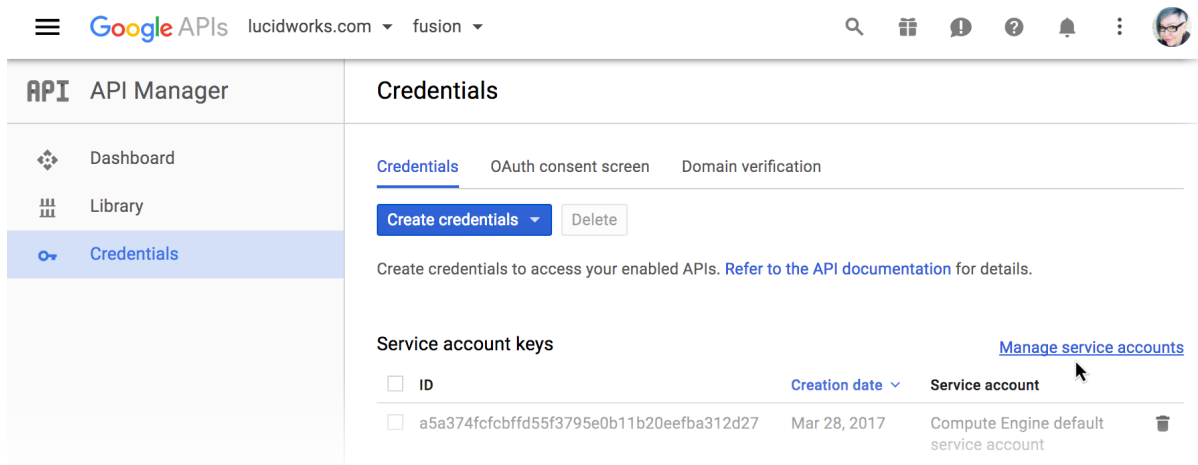 Google APIs lucidworks.com fusion
API API Manager
Credentials
Dashboard
Library
Credentials
Credentials OAuth consent screen Domain verification
Create credentials Delete
Create credentials to access your enabled APIs. Refer to the API documentation for details.
Service account keys
Manage service accounts
ID Creation date Service account
a5a374fcfcbffd55f3795e0b11b20eefba312d27 Mar 28, 2017 Compute Engine default
service account